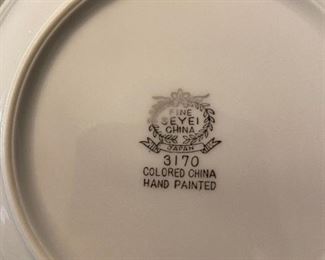 FINE
SEYEI
CHINA
JAPAN
3170
COLORED CHINA
HAND PAINTED